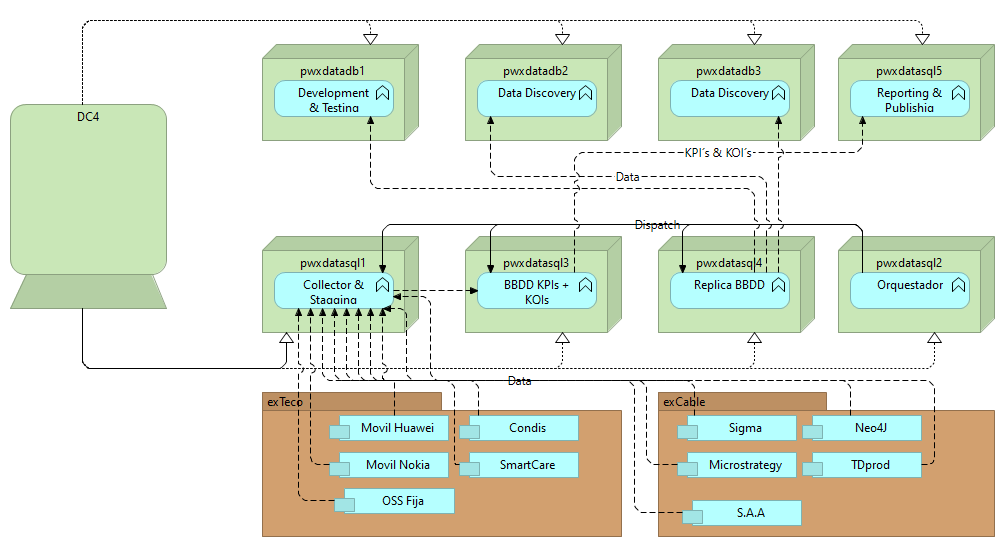 DC4
pwxdatadb1
Development
& Testing
pwxdatadb2
Data Discovery
pwxdatadb3
Data Discovery
pwxdatasql5
Reporting &
Publishig
KPI´s & KOI´s
Data
Dispatch
pwxdatasql1
Collector &
Stagging
pwxdatasql3
BBDD KPIs +
KOIs
pwxdatasql4
Replica BBDD
pwxdatasql2
Orquestador
Data
exTeco
Movil Huawei
Condis
Movil Nokia
SmartCare
OSS Fija
exCable
Sigma
Neo4J
Microstrategy
TDprod
S.A.A